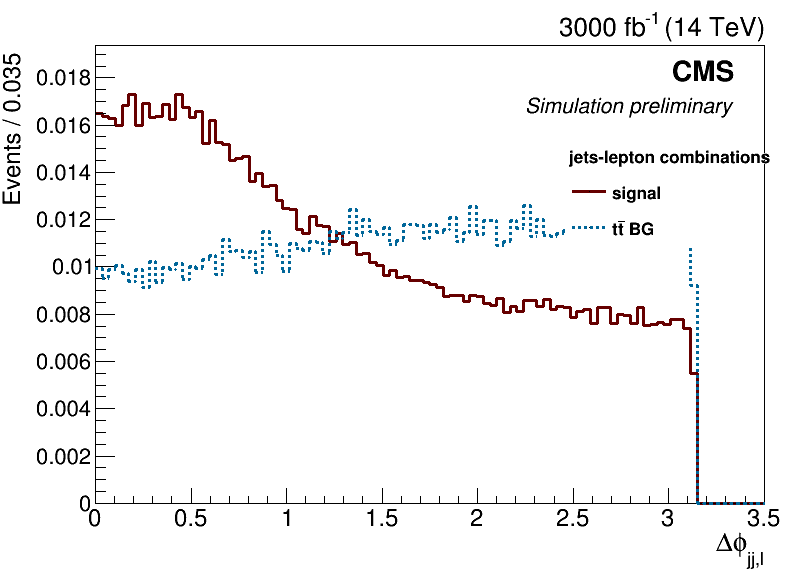 3000 fb⁻¹ (14 TeV)
CMS
Simulation preliminary
jets-lepton combinations
signal
tt̄ BG
Events / 0.035
0.018
0.016
0.014
0.012
0.01
0.008
0.006
0.004
0.002
0
0 0.5 1 1.5 2 2.5 3 3.5
Δϕjj,l